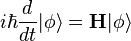 iħ d/dt |ϕ⟩ = H|ϕ⟩